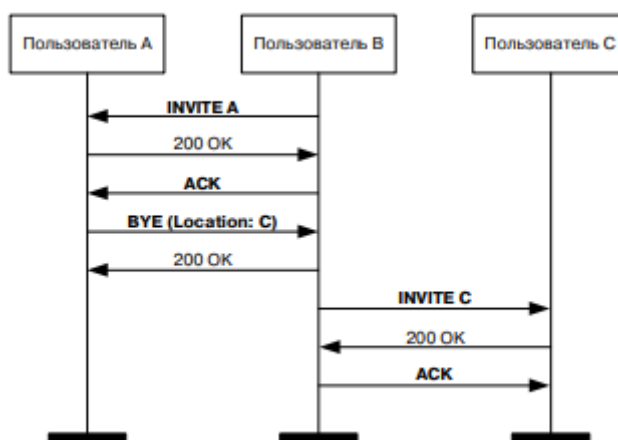 Пользователь А
Пользователь В
Пользователь С
INVITE A
200 OK
ACK
BYE (Location: C)
200 OK
INVITE C
200 OK
ACK